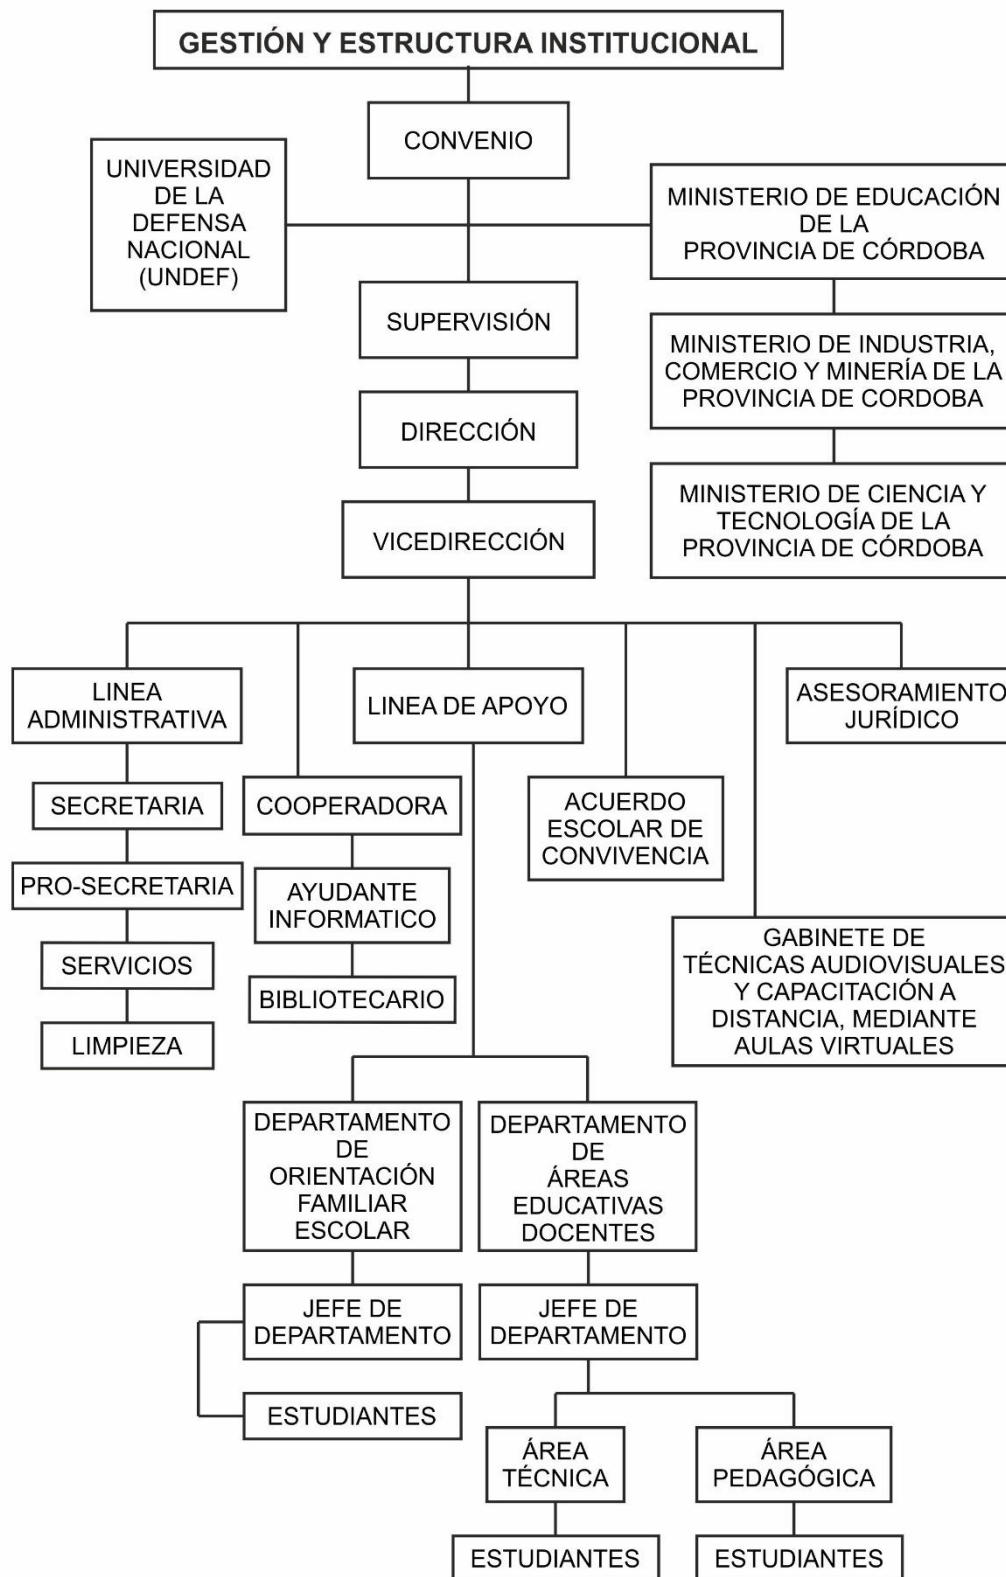 GESTIÓN Y ESTRUCTURA INSTITUCIONAL
CONVENIO
UNIVERSIDAD
DE LA
DEFENSA
NACIONAL
(UNDEF)
MINISTERIO DE EDUCACIÓN
DE LA
PROVINCIA DE CÓRDOBA
SUPERVISIÓN
MINISTERIO DE INDUSTRIA,
COMERCIO Y MINERÍA DE LA
PROVINCIA DE CORDOBA
DIRECCIÓN
MINISTERIO DE CIENCIA Y
TECNOLOGÍA DE LA
PROVINCIA DE CÓRDOBA
VICEDIRECCIÓN
LINEA
ADMINISTRATIVA
LINEA DE APOYO
ASESORAMIENTO
JURÍDICO
SECRETARIA
COOPERADORA
ACUERDO
ESCOLAR DE
CONVIVENCIA
PRO-SECRETARIA
AYUDANTE
INFORMATICO
SERVICIOS
BIBLIOTECARIO
GABINETE DE
TÉCNICAS AUDIOVISUALES
Y CAPACITACIÓN A
DISTANCIA, MEDIANTE
AULAS VIRTUALES
LIMPIEZA
DEPARTAMENTO
DE
ORIENTACIÓN
FAMILIAR
ESCOLAR
DEPARTAMENTO
DE
ÁREAS
EDUCATIVAS
DOCENTES
JEFE DE
DEPARTAMENTO
JEFE DE
DEPARTAMENTO
ESTUDIANTES
ÁREA
TÉCNICA
ÁREA
PEDAGÓGICA
ESTUDIANTES
ESTUDIANTES